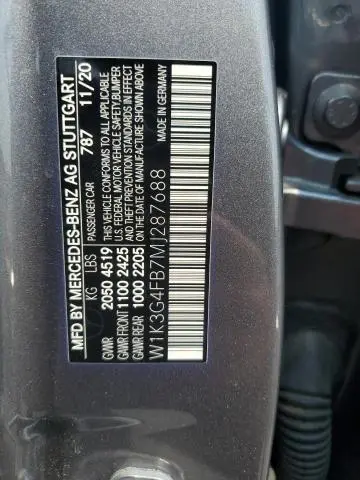 MFD BY MERCEDES-BENZ AG STUTTGART
PASSENGER CAR 787 11/20
KG LBS
GVWR 2050 4519
GAWR FRONT 1100 2425
GAWR REAR 1000 2205
THIS VEHICLE CONFORMS TO ALL APPLICABLE
U.S. FEDERAL MOTOR VEHICLE SAFETY, BUMPER
AND THEFT PREVENTION STANDARDS IN EFFECT ON THE
DATE OF MANUFACTURE SHOWN ABOVE
MADE IN GERMANY
W1K3G4FB7MJ287688